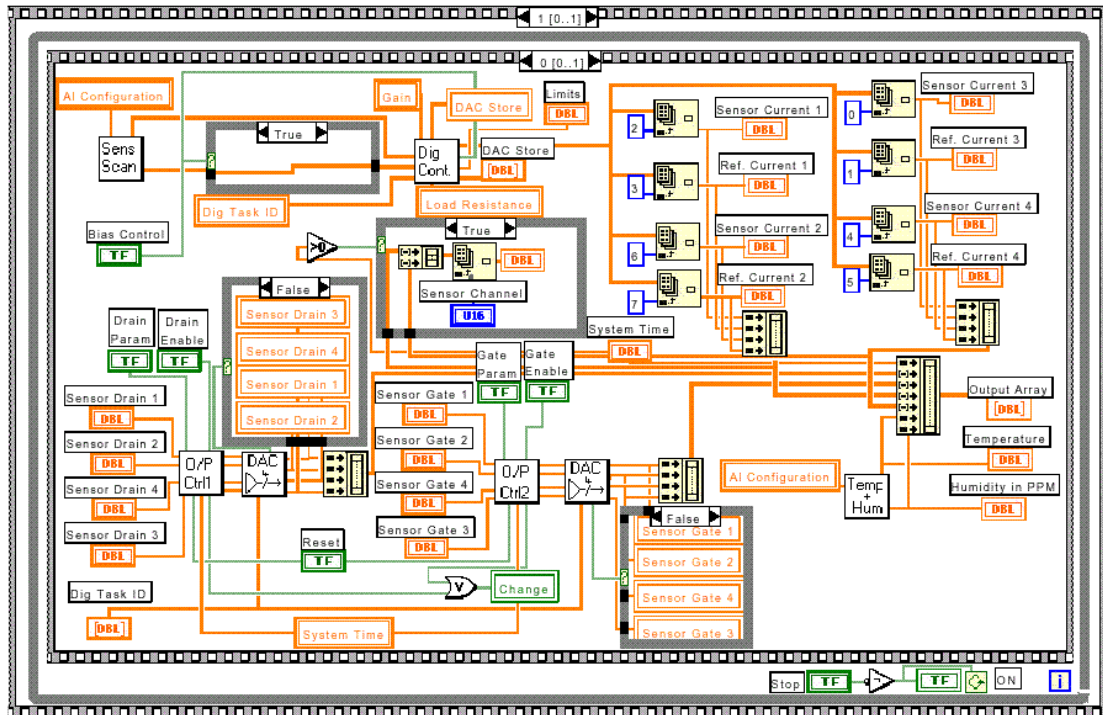 1 [0..1]
0 [0..1]
AI Configuration
Gain
DAC Store
Limits
DBL
Sensor Current 3
DBL
0
Sensor Current 1
DBL
2
True
Sens
Scan
Dig
Cont.
DAC Store
[DBL]
Ref. Current 3
DBL
1
Ref. Current 1
DBL
3
Dig Task ID
Load Resistance
Sensor Current 4
DBL
4
Sensor Current 2
DBL
6
Bias Control
TF
>0
True
DBL
Sensor Channel
U16
Ref. Current 4
DBL
5
Ref. Current 2
DBL
7
False
Sensor Drain 3
Sensor Drain 4
Sensor Drain 1
Sensor Drain 2
Drain
Param
TF
Drain
Enable
TF
System Time
DBL
Gate
Param
TF
Gate
Enable
TF
Sensor Drain 1
DBL
Sensor Drain 2
DBL
Sensor Drain 4
DBL
Sensor Drain 3
DBL
O/P
Ctrl1
DAC
4
Sensor Gate 1
DBL
Sensor Gate 2
DBL
Sensor Gate 4
DBL
Sensor Gate 3
DBL
O/P
Ctrl2
DAC
4
Output Array
[DBL]
Temperature
DBL
AI Configuration
Temp
+
Hum
Humidity in PPM
DBL
False
Sensor Gate 1
Sensor Gate 2
Sensor Gate 4
Sensor Gate 3
Reset
TF
V
Change
Dig Task ID
[DBL]
System Time
Stop
TF
TF
ON
i